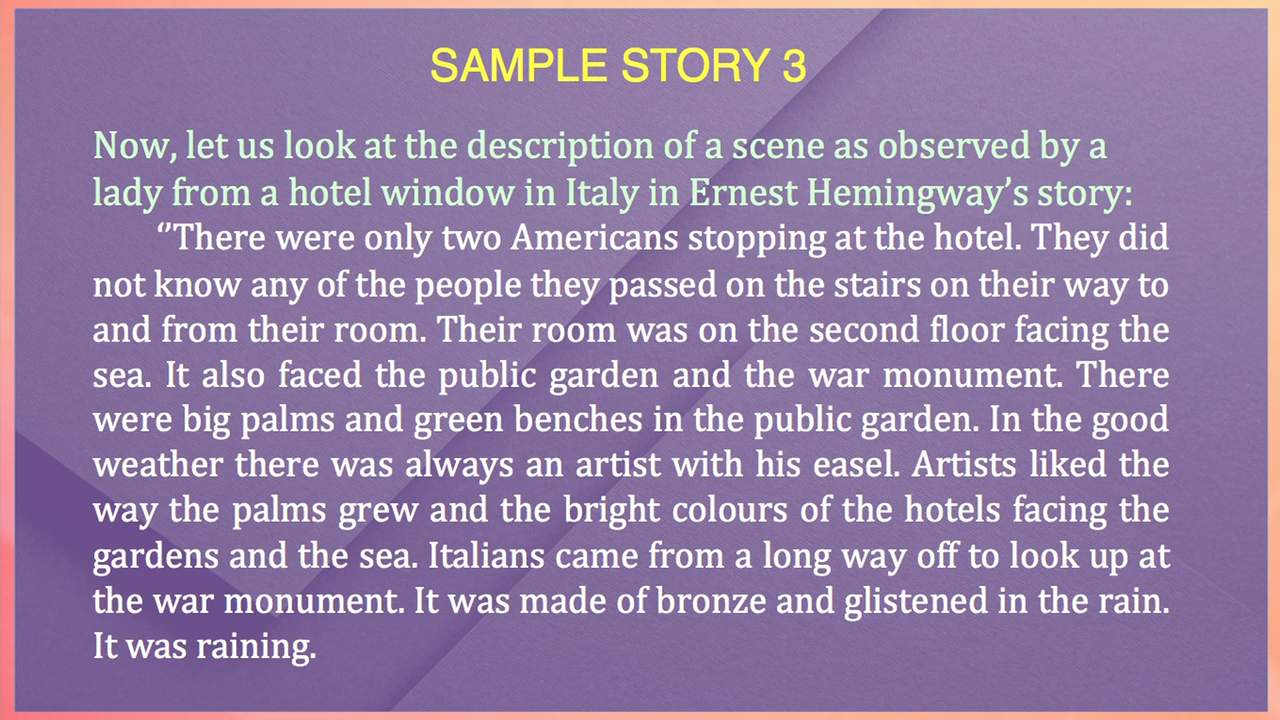 SAMPLE STORY 3
Now, let us look at the description of a scene as observed by a
lady from a hotel window in Italy in Ernest Hemingway’s story:
“There were only two Americans stopping at the hotel. They did
not know any of the people they passed on the stairs on their way to
and from their room. Their room was on the second floor facing the
sea. It also faced the public garden and the war monument. There
were big palms and green benches in the public garden. In the good
weather there was always an artist with his easel. Artists liked the
way the palms grew and the bright colours of the hotels facing the
gardens and the sea. Italians came from a long way off to look up at
the war monument. It was made of bronze and glistened in the rain.
It was raining.